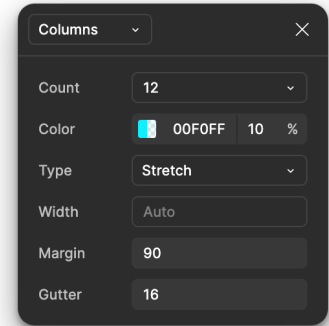 Columns
Count 12
Color 00F0FF 10 %
Type Stretch
Width Auto
Margin 90
Gutter 16